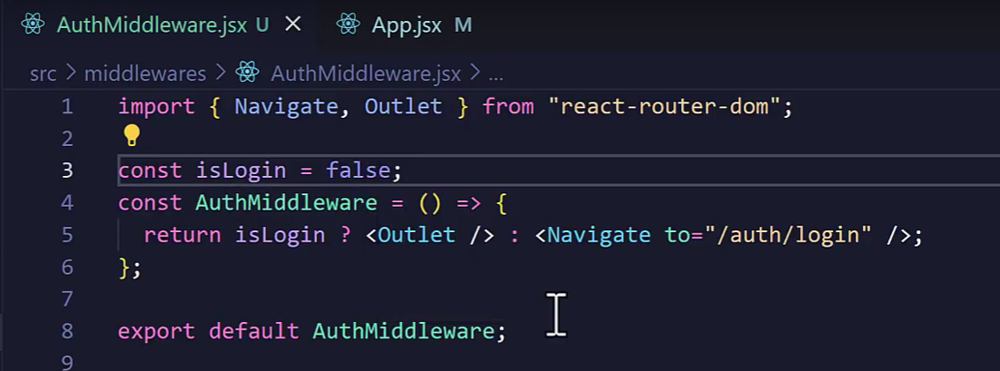 AuthMiddleware.jsx U × App.jsx M
src > middlewares > AuthMiddleware.jsx > ...
1 import { Navigate, Outlet } from "react-router-dom";
2
3 const isLogin = false;
4 const AuthMiddleware = () => {
5 return isLogin ? <Outlet /> : <Navigate to="/auth/login" />;
6 };
7
8 export default AuthMiddleware;
9